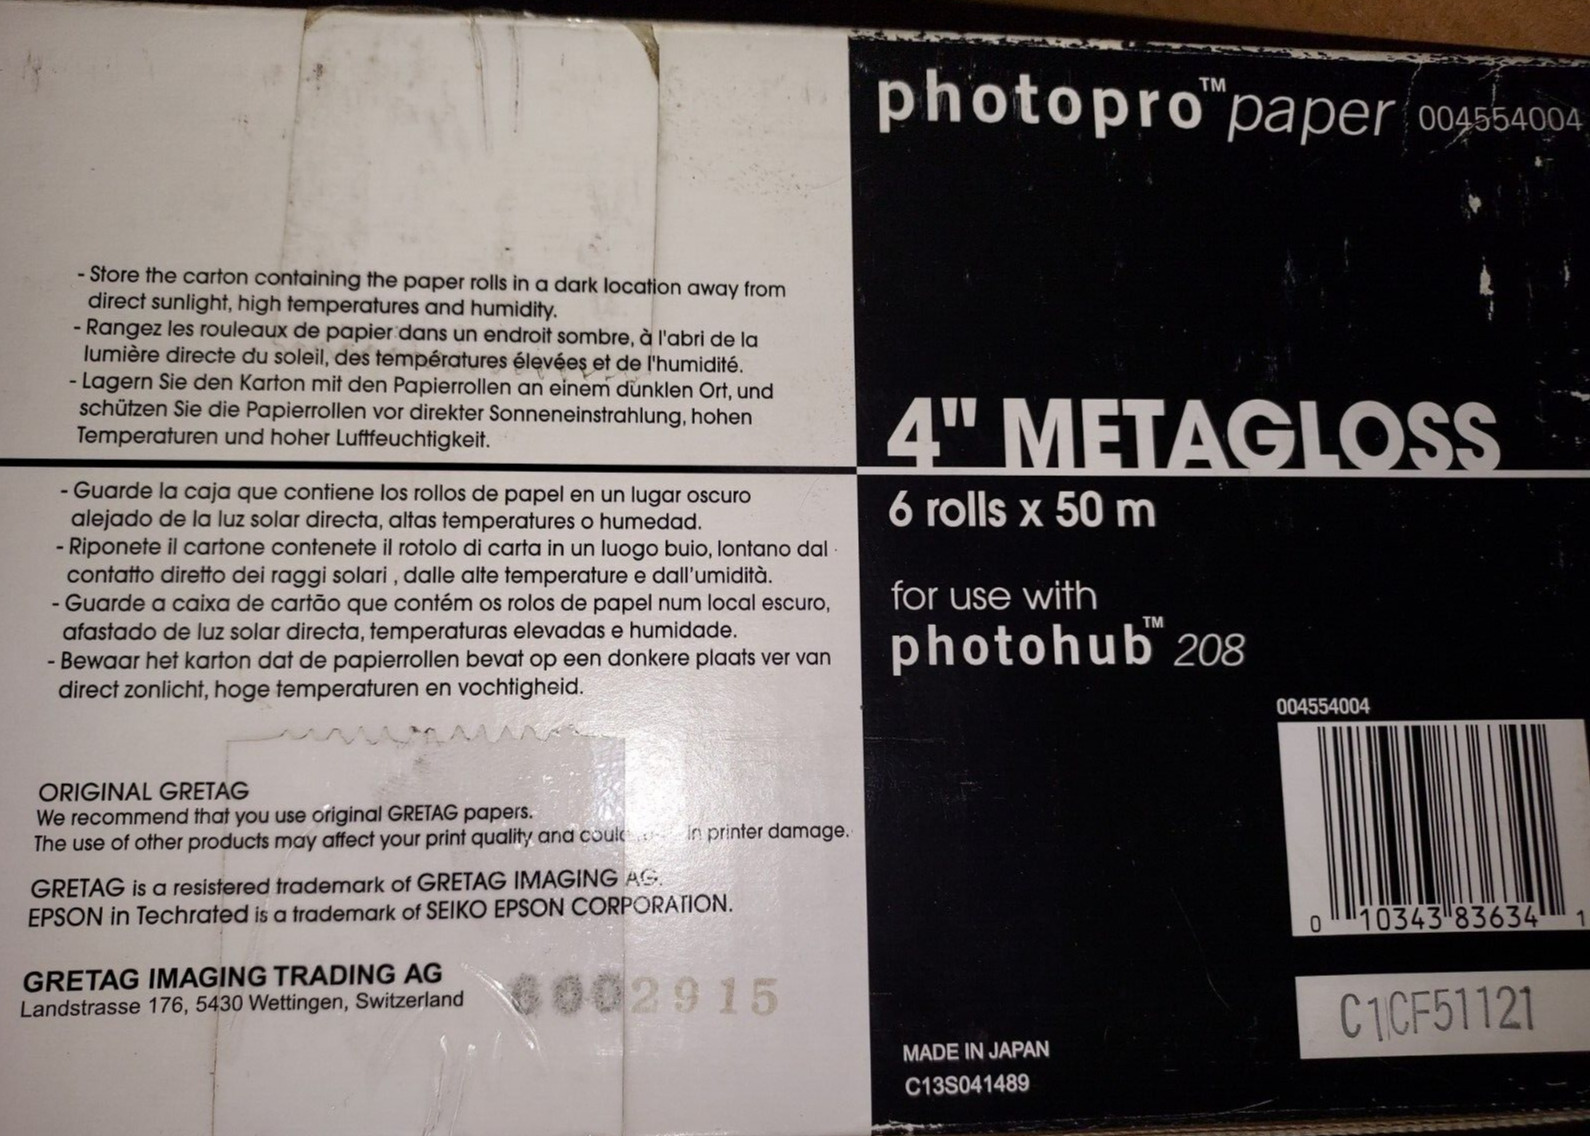 - Store the carton containing the paper rolls in a dark location away from
direct sunlight, high temperatures and humidity.
- Rangez les rouleaux de papier dans un endroit sombre, à l'abri de la
lumière directe du soleil, des températures élevées et de l'humidité.
- Lagern Sie den Karton mit den Papierrollen an einem dunklen Ort, und
schützen Sie die Papierrollen vor direkter Sonneneinstrahlung, hohen
Temperaturen und hoher Luftfeuchtigkeit.
- Guarde la caja que contiene los rollos de papel en un lugar oscuro
alejado de la luz solar directa, altas temperatures o humedad.
- Riponete il cartone contenete il rotolo di carta in un luogo buio, lontano dal
contatto diretto dei raggi solari , dalle alte temperature e dall'umidità.
- Guarde a caixa de cartão que contém os rolos de papel num local escuro,
afastado de luz solar directa, temperaturas elevadas e humidade.
- Bewaar het karton dat de papierrollen bevat op een donkere plaats ver van
direct zonlicht, hoge temperaturen en vochtigheid.
ORIGINAL GRETAG
We recommend that you use original GRETAG papers.
The use of other products may affect your print quality and could in printer damage.
GRETAG is a resistered trademark of GRETAG IMAGING AG.
EPSON in Techrated is a trademark of SEIKO EPSON CORPORATION.
GRETAG IMAGING TRADING AG
Landstrasse 176, 5430 Wettingen, Switzerland
6002915
photopro™ paper 004554004
4" METAGLOSS
6 rolls x 50 m
for use with
photohub™ 208
004554004
0 10343 83634 1
C1CF51121
MADE IN JAPAN
C13S041489